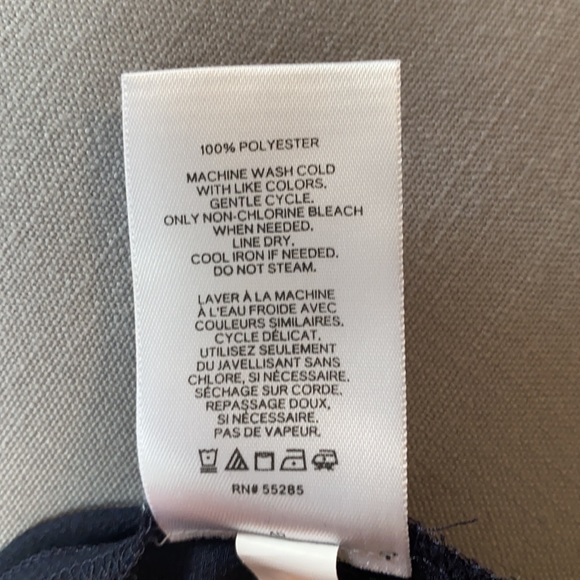 100% POLYESTER
MACHINE WASH COLD
WITH LIKE COLORS.
GENTLE CYCLE.
ONLY NON-CHLORINE BLEACH
WHEN NEEDED.
LINE DRY.
COOL IRON IF NEEDED.
DO NOT STEAM.
LAVER À LA MACHINE
À L'EAU FROIDE AVEC
COULEURS SIMILAIRES.
CYCLE DÉLICAT.
UTILISEZ SEULEMENT
DU JAVELLISANT SANS
CHLORE, SI NÉCESSAIRE.
SÉCHAGE SUR CORDE.
REPASSAGE DOUX,
SI NÉCESSAIRE.
PAS DE VAPEUR.
RN# 55285